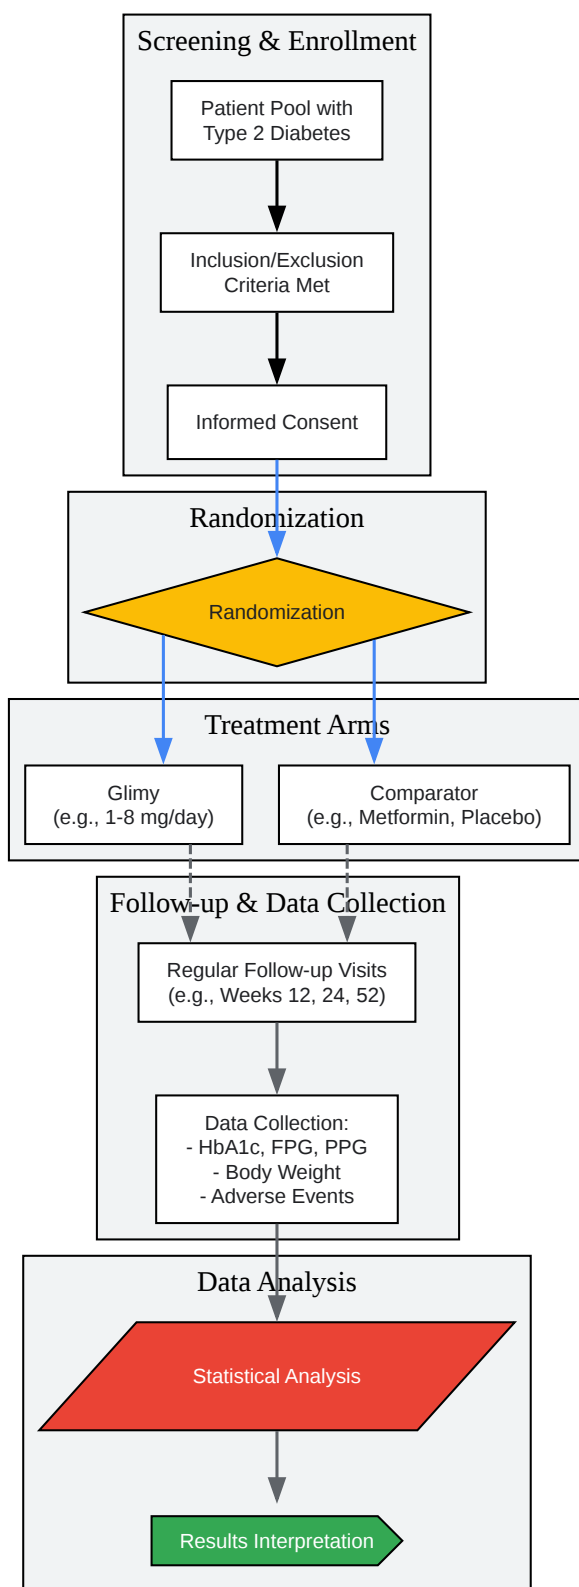 Screening & Enrollment
Patient Pool with
Type 2 Diabetes
Inclusion/Exclusion
Criteria Met
Informed Consent
Randomization
Randomization
Treatment Arms
Glimy
(e.g., 1-8 mg/day)
Comparator
(e.g., Metformin, Placebo)
Follow-up & Data Collection
Regular Follow-up Visits
(e.g., Weeks 12, 24, 52)
Data Collection:
- HbA1c, FPG, PPG
- Body Weight
- Adverse Events
Data Analysis
Statistical Analysis
Results Interpretation